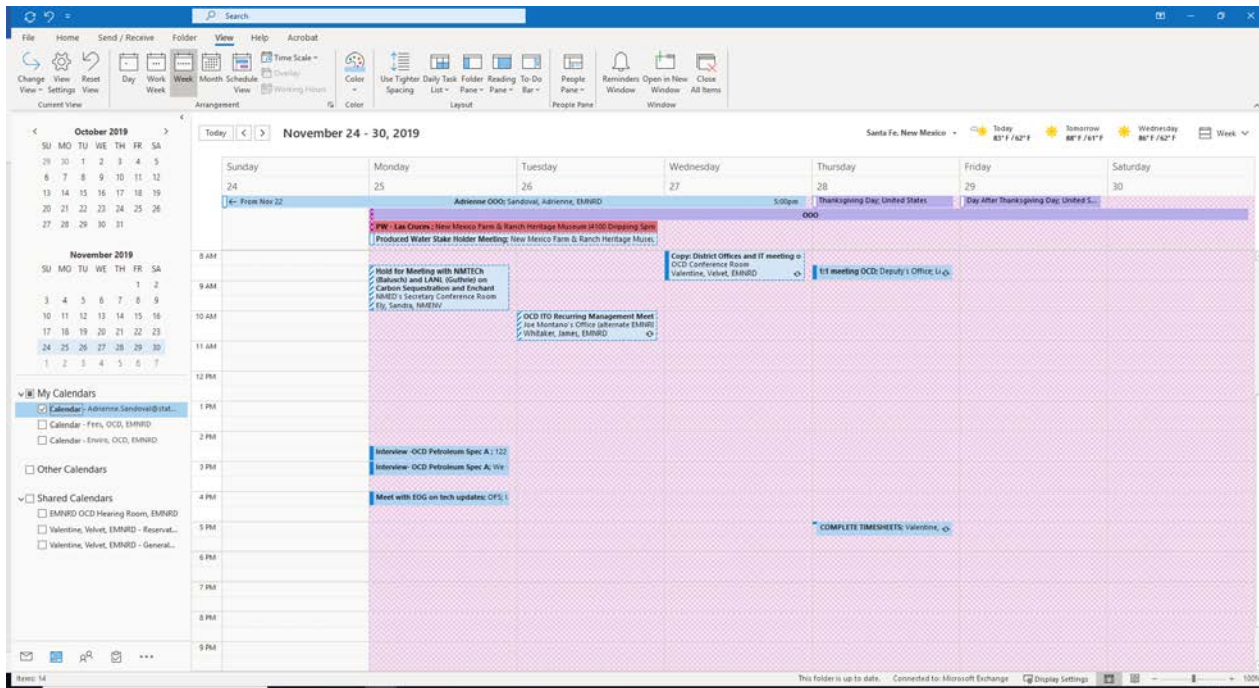 Search
File Home Send / Receive Folder View Help Acrobat
Change View View Settings Reset View Day Work Week Week Month Schedule View Time Scale Overlay Working Hours Color Use Tighter Spacing Daily Task List Folder Pane Reading Pane To-Do Bar People Pane Reminders Window Open in New Window Close All Items
Current View Arrangement Color Layout People Pane Window
October 2019
SU MO TU WE TH FR SA
29 30 1 2 3 4 5
6 7 8 9 10 11 12
13 14 15 16 17 18 19
20 21 22 23 24 25 26
27 28 29 30 31
November 2019
SU MO TU WE TH FR SA
1 2
3 4 5 6 7 8 9
10 11 12 13 14 15 16
17 18 19 20 21 22 23
24 25 26 27 28 29 30
1 2 3 4 5 6 7
My Calendars
Calendar - Adrienne.Sandoval@stat...
Calendar - Fees, OCD, EMNRD
Calendar - Enviro, OCD, EMNRD
Other Calendars
Shared Calendars
EMNRD OCD Hearing Room, EMNRD
Valentine, Velvet, EMNRD - Reservat...
Valentine, Velvet, EMNRD - General...
Today November 24 - 30, 2019 Santa Fe, New Mexico Today 85° F / 62° F Tomorrow 88° F / 61° F Wednesday 86° F / 62° F Week
Sunday Monday Tuesday Wednesday Thursday Friday Saturday
24 25 26 27 28 29 30
← From Nov 22 Adrienne OOO; Sandoval, Adrienne, EMNRD 5:00pm Thanksgiving Day; United States Day After Thanksgiving Day; United S...
OOO
PW - Las Cruces ; New Mexico Farm & Ranch Heritage Museum (4100 Dripping Spri
Produced Water Stake Holder Meeting; New Mexico Farm & Ranch Heritage Muse
8 AM
Copy: District Offices and IT meeting o
OCD Conference Room
Valentine, Velvet, EMNRD
Hold for Meeting with NMTECh
(Balusch) and LANL (Guthrie) on
Carbon Sequestration and Enchant
NMED's Secretary Conference Room
Ely, Sandra, NMENV
1:1 meeting OCD; Deputy's Office;
9 AM
10 AM
OCD ITO Recurring Management Meet
Joe Montano's Office (alternate EMNRD
Whitaker, James, EMNRD
11 AM
12 PM
1 PM
2 PM
Interview -OCD Petroleum Spec A ; 122
3 PM Interview- OCD Petroleum Spec A; We
4 PM Meet with EOG on tech updates; OFS;
5 PM COMPLETE TIMESHEETS; Valentine,
6 PM
7 PM
8 PM
9 PM
Items: 14 This folder is up to date. Connected to: Microsoft Exchange Display Settings 100%